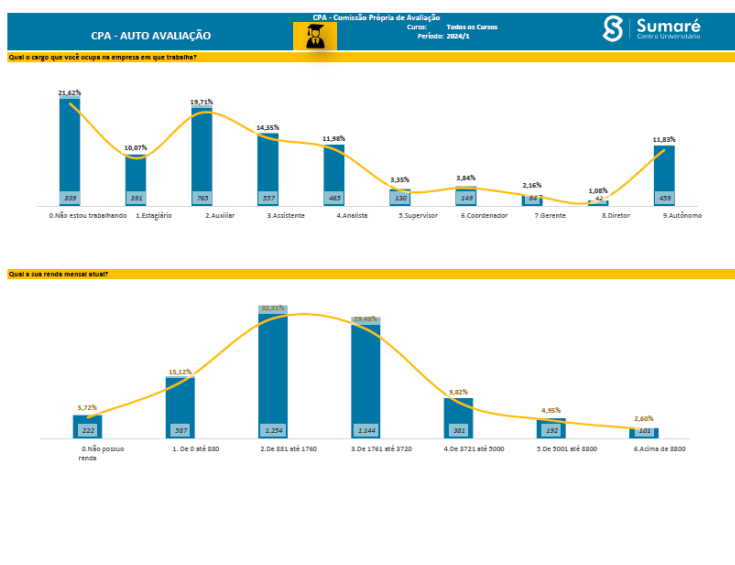 CPA - Comissão Própria de Avaliação
CPA - AUTO AVALIAÇÃO
Curso: Todos os Cursos
Período: 2024/1
S Sumaré
Centro Universitário
Qual o cargo que você ocupa na empresa em que trabalha?
21,62% 10,07% 19,71% 14,35% 11,98% 3,35% 3,84% 2,16% 1,08% 11,83%
839 391 765 557 465 130 149 84 42 459
0.Não estou trabalhando 1.Estagiário 2.Auxiliar 3.Assistente 4.Analista 5.Supervisor 6.Coordenador 7.Gerente 8.Diretor 9.Autônomo
Qual a sua renda mensal atual?
5,72% 15,12% 32,31% 29,48% 9,82% 4,95% 2,60%
222 587 1.254 1.144 381 192 101
0.Não possuo renda 1. De 0 até 880 2.De 881 até 1760 3.De 1761 até 3720 4.De 3721 até 5000 5.De 5001 até 8800 6.Acima de 8800